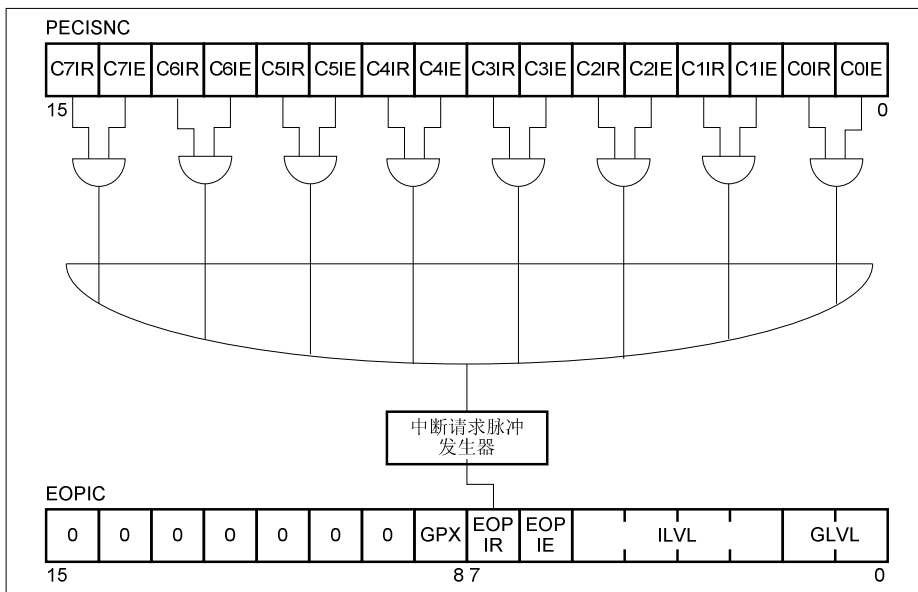 PECISNC
C7IR C7IE C6IR C6IE C5IR C5IE C4IR C4IE C3IR C3IE C2IR C2IE C1IR C1IE C0IR C0IE
15 0
中断请求脉冲
发生器
EOPIC
0 0 0 0 0 0 0 GPX EOP IR EOP IE ILVL GLVL
15 8 7 0